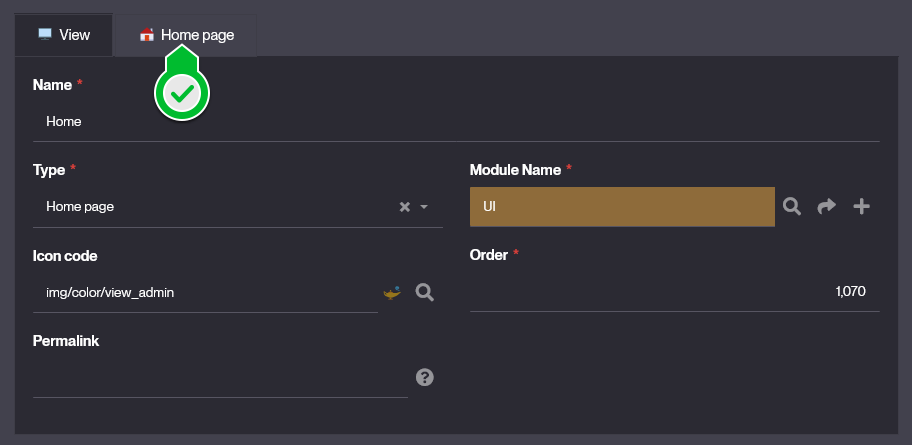 View
Home page
Name *
Home
Type *
Module Name *
Home page
UI
Icon code
Order *
img/color/view_admin
1,070
Permalink